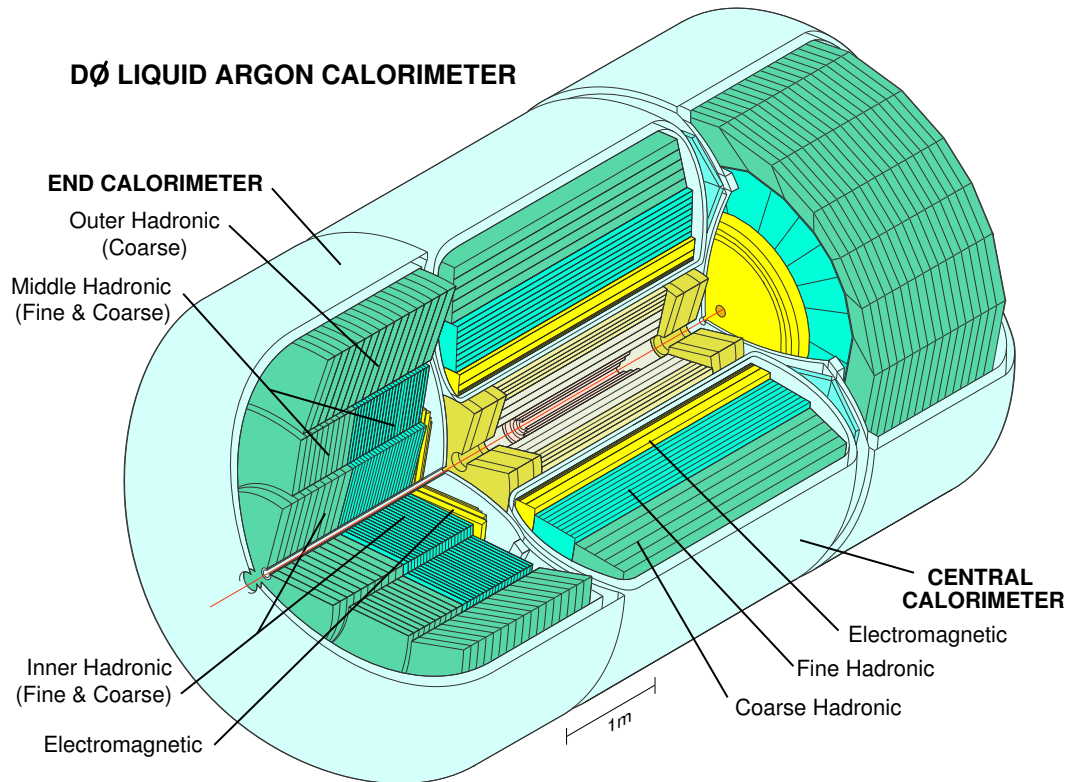 DØ LIQUID ARGON CALORIMETER
END CALORIMETER
Outer Hadronic
(Coarse)
Middle Hadronic
(Fine & Coarse)
Inner Hadronic
(Fine & Coarse)
Electromagnetic
1m
CENTRAL
CALORIMETER
Electromagnetic
Fine Hadronic
Coarse Hadronic